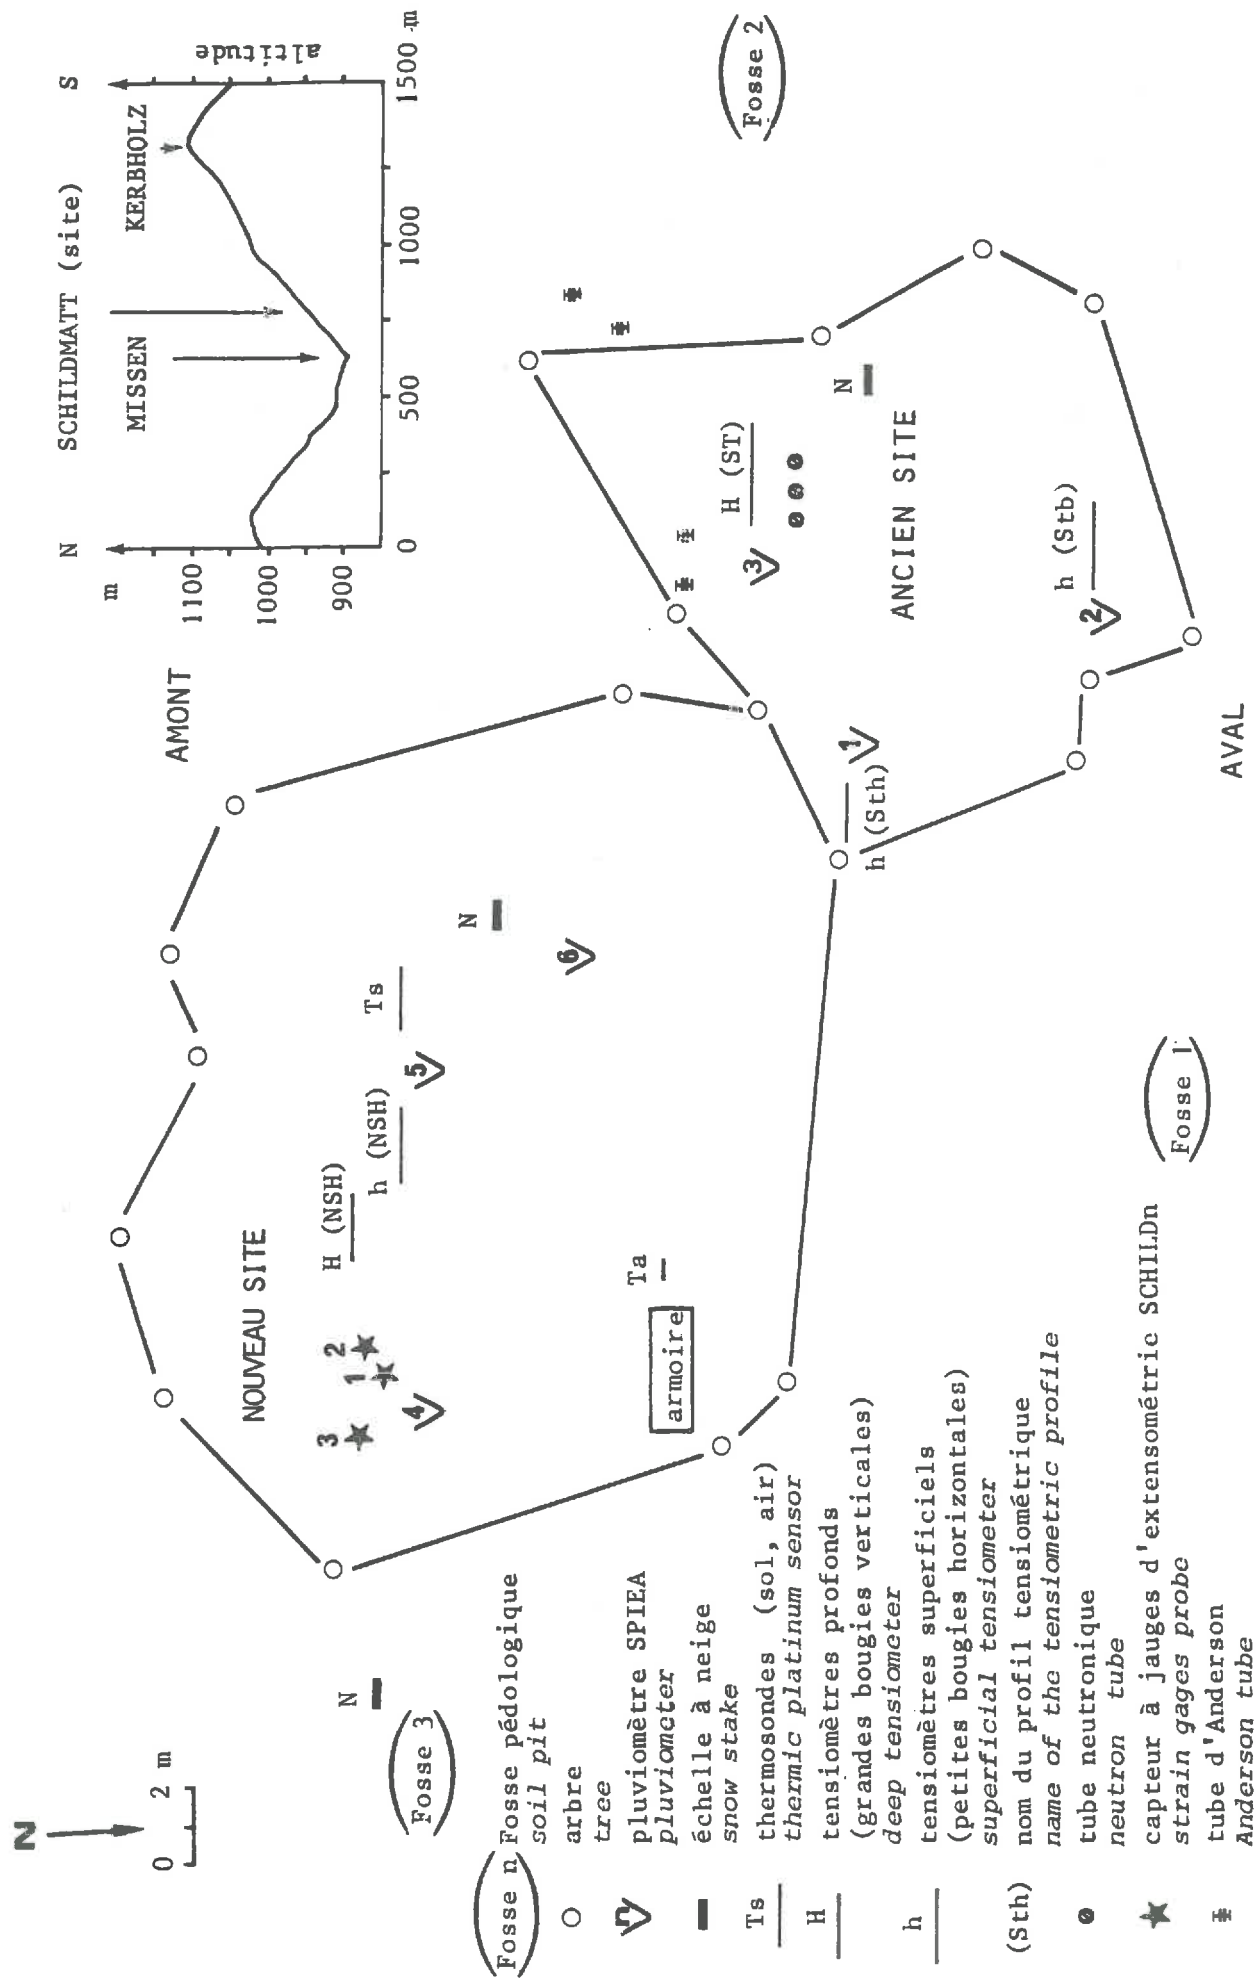 N
0 2 m
N SCHILDMATT (site) S
MISSEN
KERBHOLZ
m
altitude
1100
1000
900
0 500 1000 1500 m
AMONT
NOUVEAU SITE
H (NSH)
h (NSH)
Ts
N
3 1 2
4
5
6
armoire
Ta
N
H (ST)
3
N
ANCIEN SITE
1
h (Sth)
2
h (Stb)
AVAL
(Fosse 1)
(Fosse 2)
(Fosse 3)
(Fosse n) Fosse pédologique
soil pit
arbre
tree
n pluviomètre SPIEA
pluviometer
échelle à neige
snow stake
Ts thermosondes (sol, air)
thermic platinum sensor
H tensiomètres profonds
(grandes bougies verticales)
deep tensiometer
h tensiomètres superficiels
(petites bougies horizontales)
superficial tensiometer
(Sth) nom du profil tensiométrique
name of the tensiometric profile
tube neutronique
neutron tube
capteur à jauges d'extensométric SCHILDn
strain gages probe
tube d'Anderson
Anderson tube